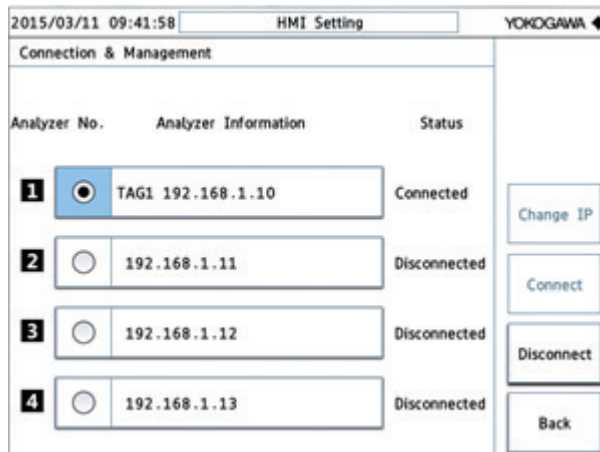 2015/03/11 09:41:58 HMI Setting YOKOGAWA
Connection & Management
Analyzer No. Analyzer Information Status
1 TAG1 192.168.1.10 Connected
Change IP
2 192.168.1.11 Disconnected
Connect
3 192.168.1.12 Disconnected
Disconnect
4 192.168.1.13 Disconnected
Back